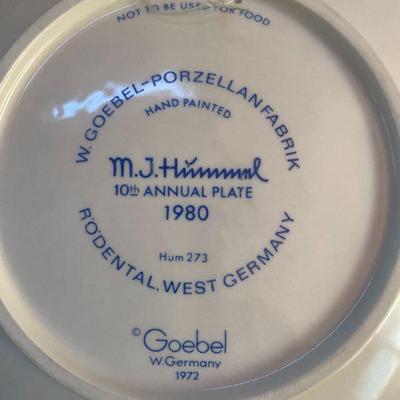 NOT TO BE USED FOR FOOD
W. GOEBEL-PORZELLANFABRIK
HAND PAINTED
M.J.Hummel
10th ANNUAL PLATE
1980
Hum 273
RÖDENTAL, WEST GERMANY
© Goebel
W.Germany
1972